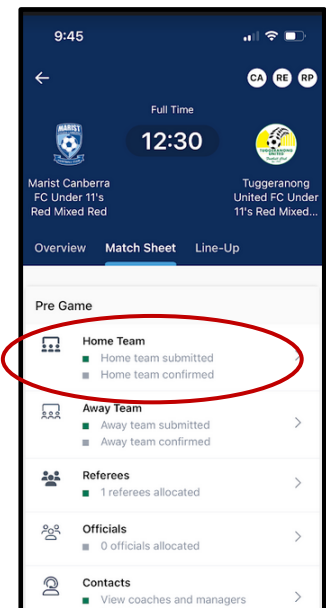 9:45
CA RE RP
Full Time
MARIST
12:30
Marist Canberra
FC Under 11's
Red Mixed Red
Tuggeranong
United FC Under
11's Red Mixed...
Overview Match Sheet Line-Up
Pre Game
Home Team
Home team submitted
Home team confirmed
Away Team
Away team submitted
Away team confirmed
Referees
1 referees allocated
Officials
0 officials allocated
Contacts
View coaches and managers